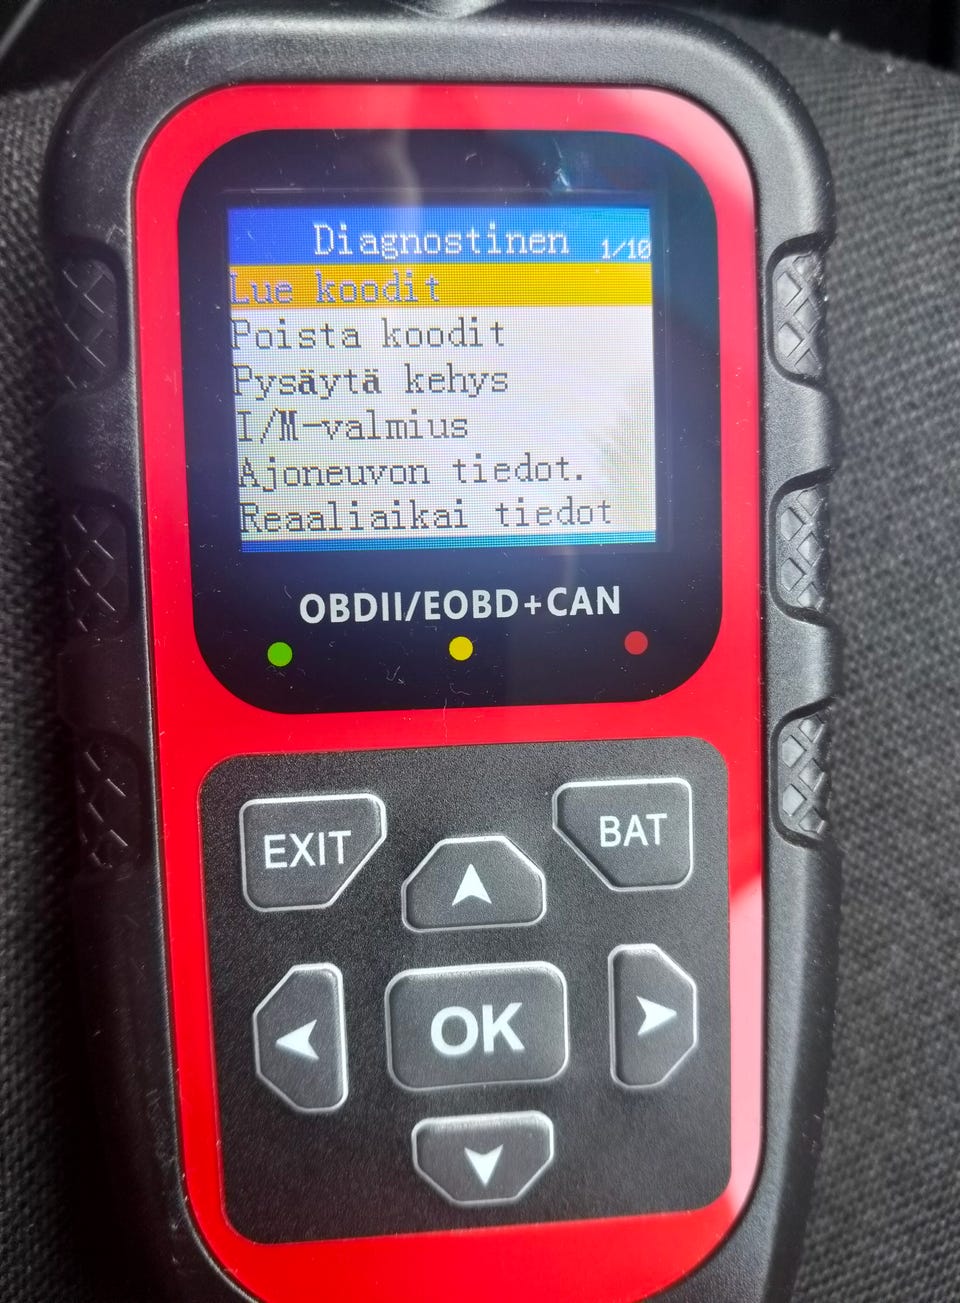 Diagnostinen 1/10
Lue koodit
Poista koodit
Pysäytä kehys
I/M-valmius
Ajoneuvon tiedot.
Reaaliaikai tiedot
OBDII/EOBD+CAN
EXIT
BAT
OK